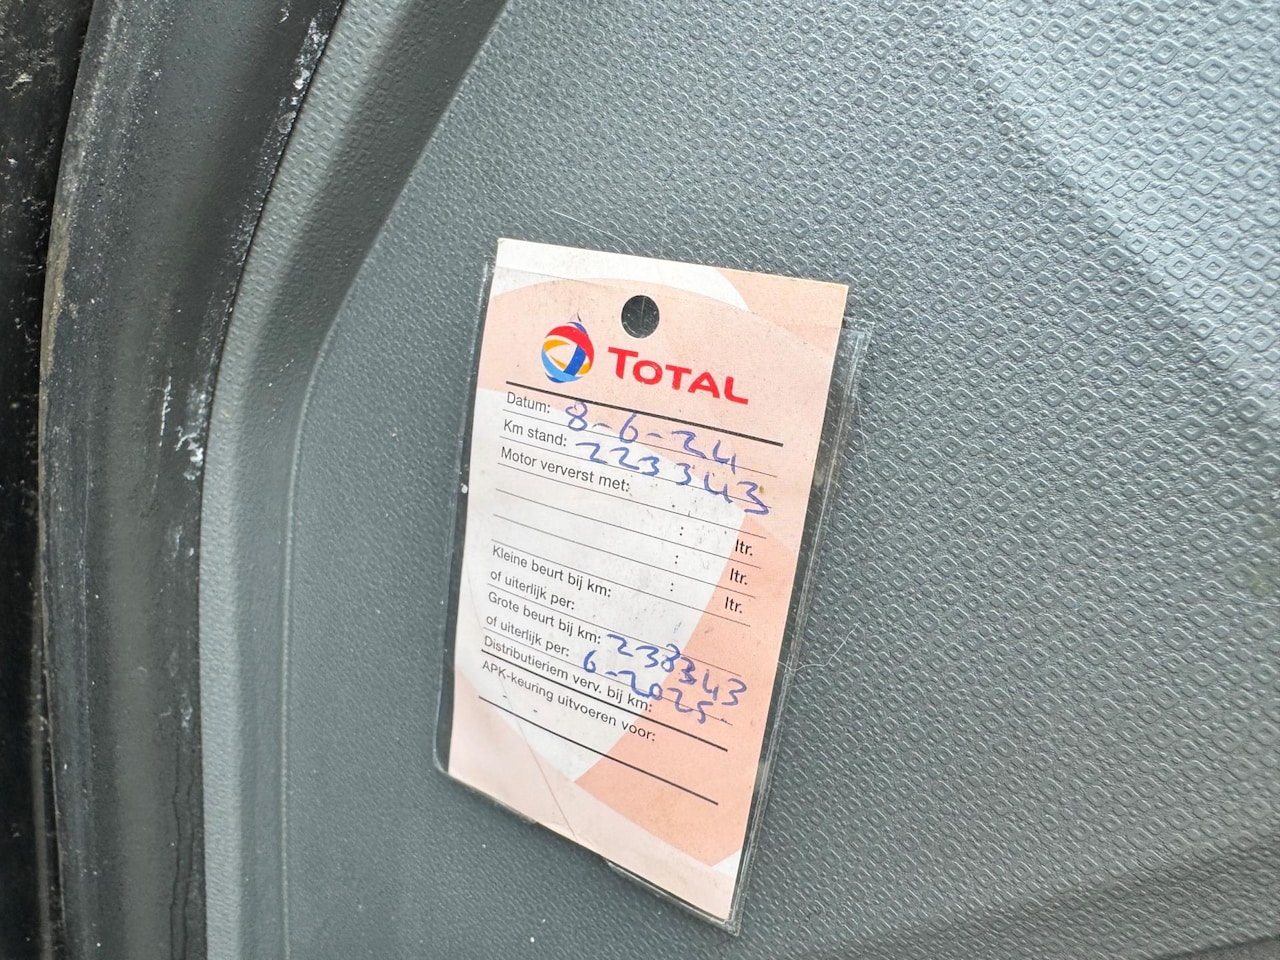 TOTAL
Datum: 8-6-24
Km stand: 223343
Motor ververst met:
: ltr.
: ltr.
: ltr.
Kleine beurt bij km:
of uiterlijk per:
Grote beurt bij km: 238343
of uiterlijk per: 6-2025.
Distributieriem verv. bij km:
APK-keuring uitvoeren voor: